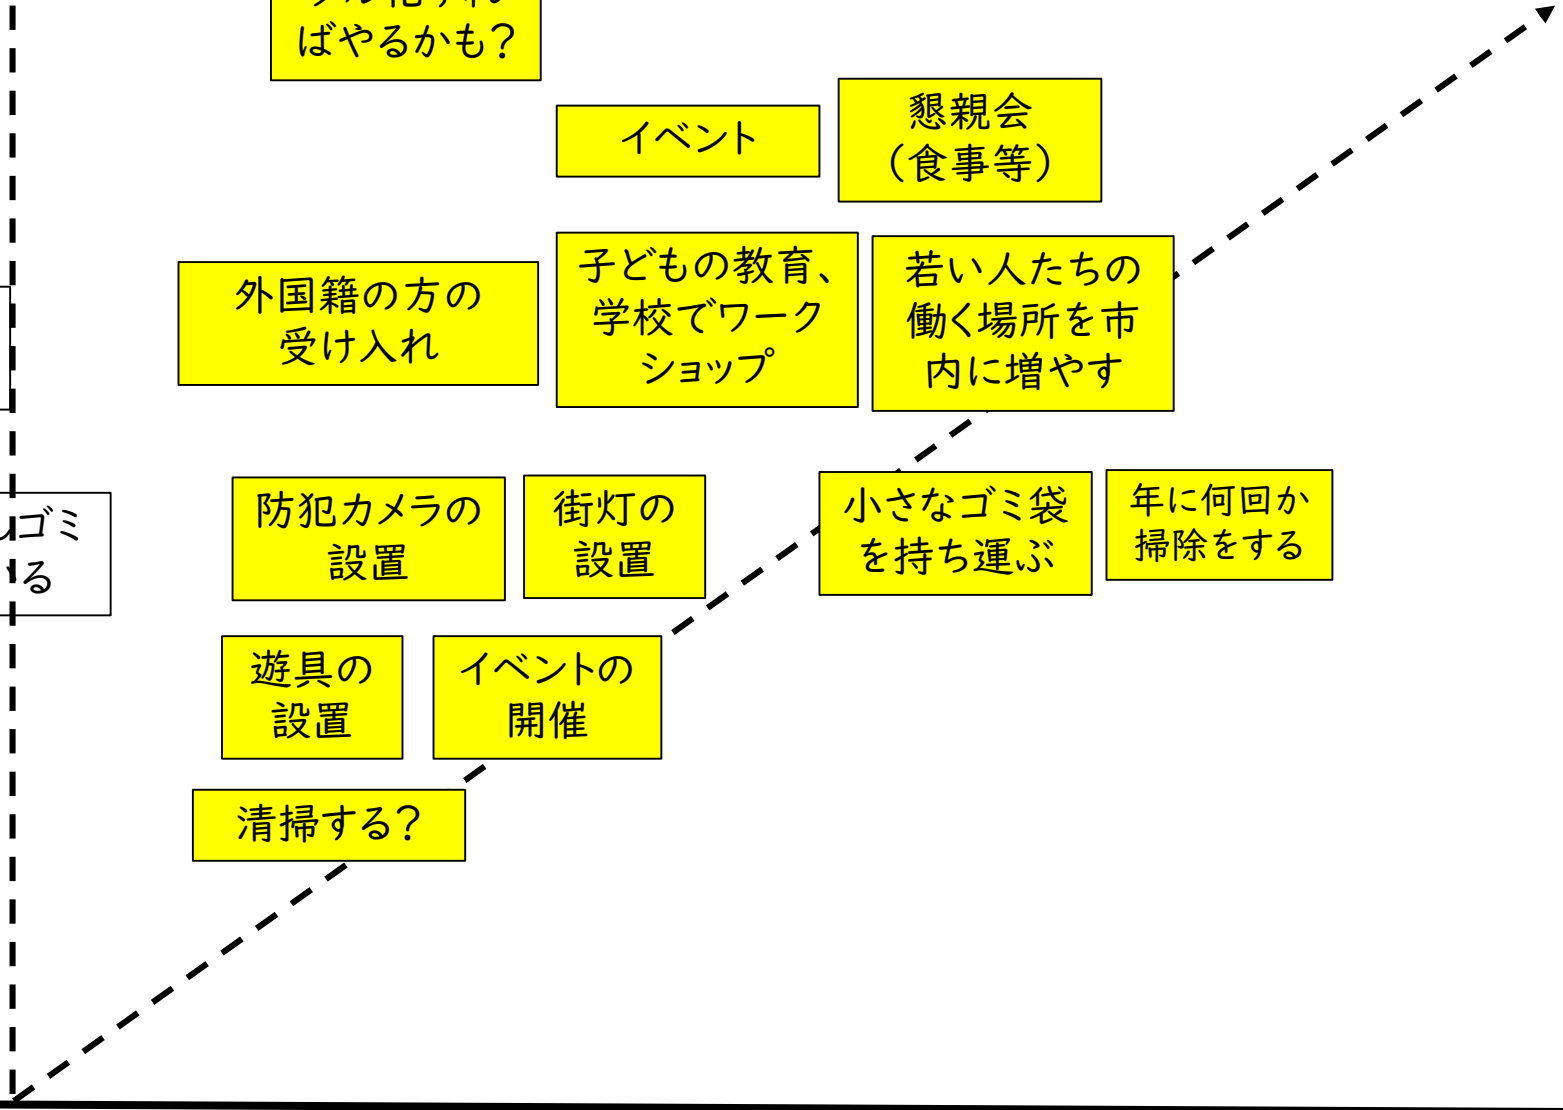 ばやるかも？
イベント
懇親会
（食事等）
外国籍の方の
受け入れ
子どもの教育、
学校でワーク
ショップ
若い人たちの
働く場所を市
内に増やす
ゴミ
る
防犯カメラの
設置
街灯の
設置
小さなゴミ袋
を持ち運ぶ
年に何回か
掃除をする
遊具の
設置
イベントの
開催
清掃する？